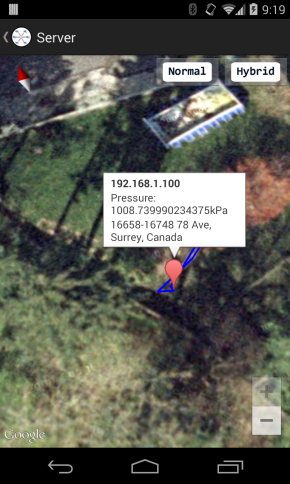 9:19
Server
Normal Hybrid
192.168.1.100
Pressure:
1008.739990234375kPa
16658-16748 78 Ave,
Surrey, Canada
Google